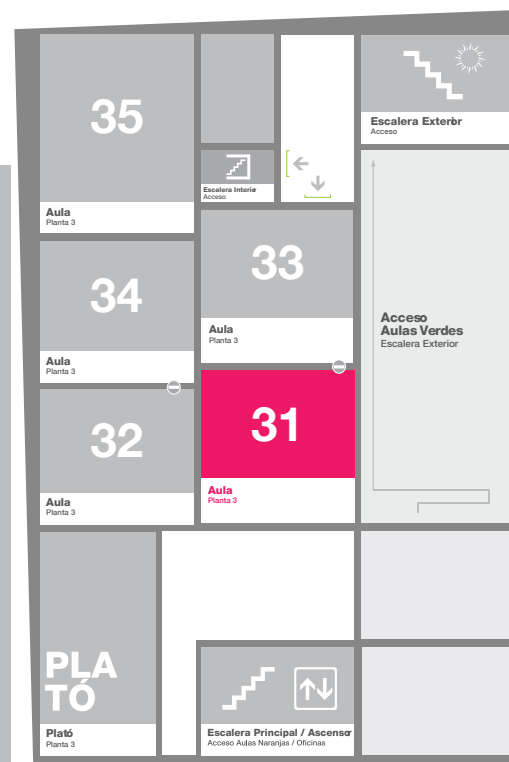 35
Aula
Planta 3
Escalera Interior
Acceso
Escalera Exterior
Acceso
34
Aula
Planta 3
33
Aula
Planta 3
Acceso
Aulas Verdes
Escalera Exterior
32
Aula
Planta 3
31
Aula
Planta 3
PLA
TÓ
Plató
Planta 3
Escalera Principal / Ascensor
Acceso Aulas Naranjas / Oficinas